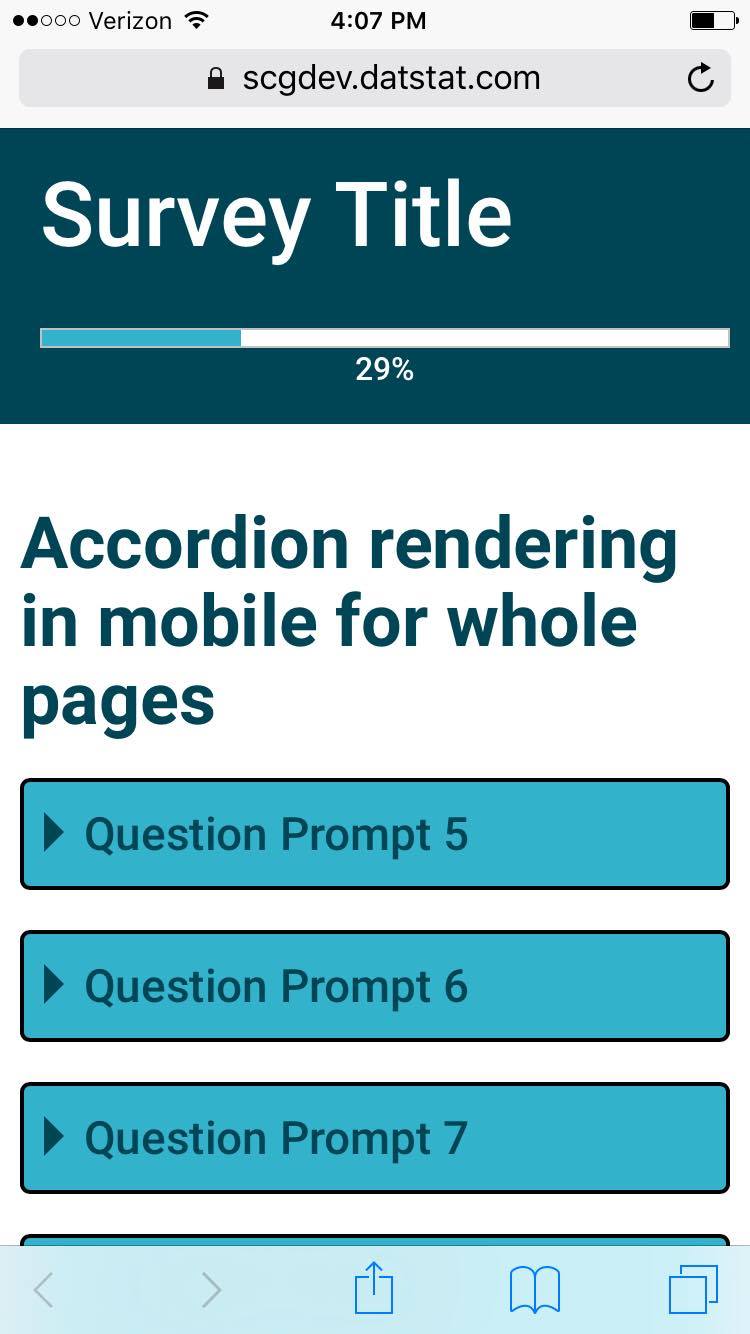 Verizon 4:07 PM
scgdev.datstat.com
Survey Title
29%
Accordion rendering
in mobile for whole
pages
Question Prompt 5
Question Prompt 6
Question Prompt 7